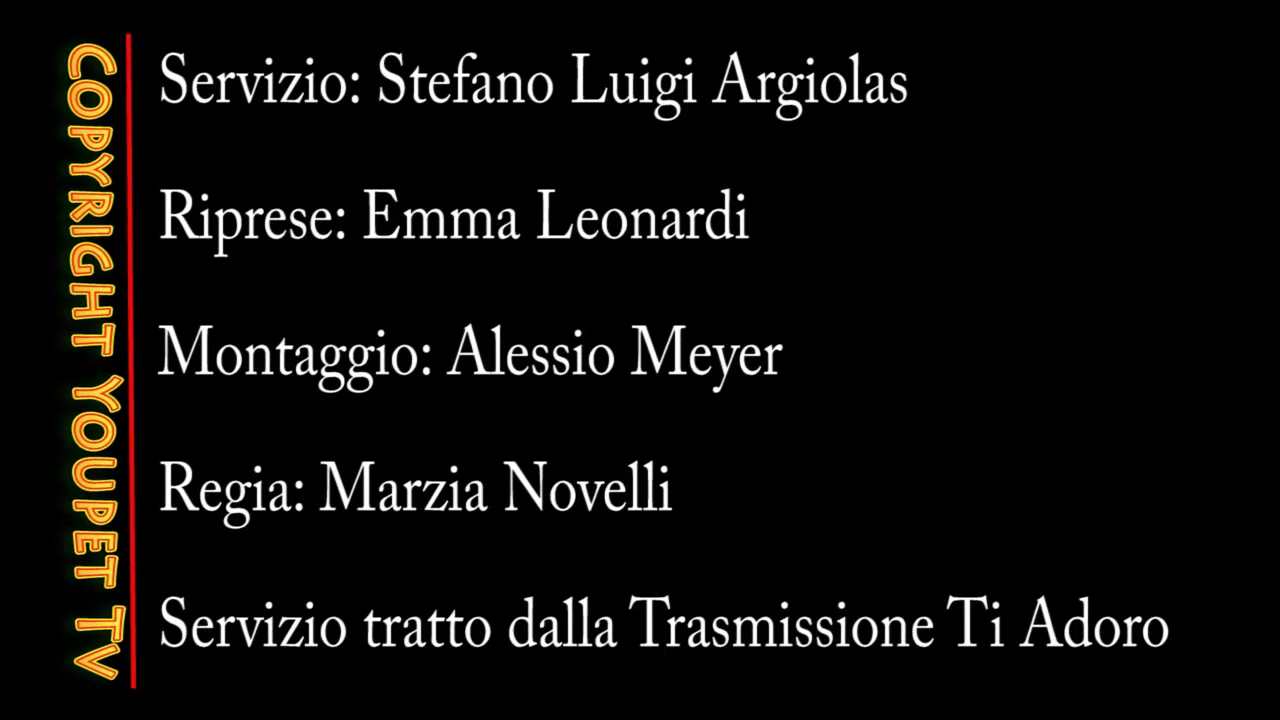 COPYRIGHT YOUPET TV
Servizio: Stefano Luigi Argiolas
Riprese: Emma Leonardi
Montaggio: Alessio Meyer
Regia: Marzia Novelli
Servizio tratto dalla Trasmissione Ti Adoro